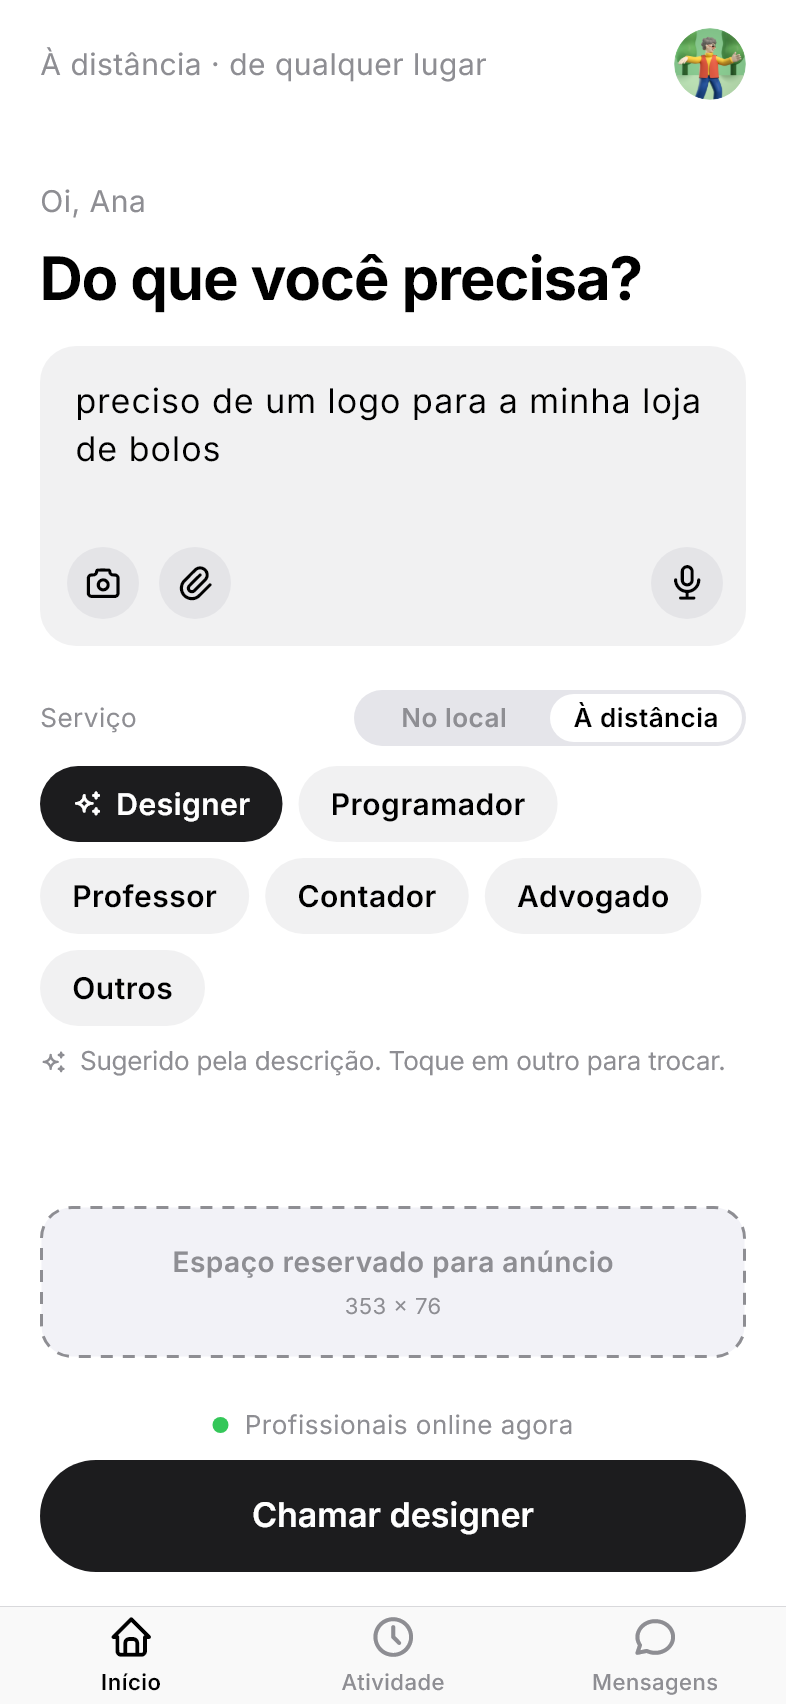 À distância · de qualquer lugar
Oi, Ana
Do que você precisa?
preciso de um logo para a minha loja
de bolos
Serviço
No local
À distância
Designer
Programador
Professor
Contador
Advogado
Outros
Sugerido pela descrição. Toque em outro para trocar.
Espaço reservado para anúncio
353 × 76
Profissionais online agora
Chamar designer
Início
Atividade
Mensagens